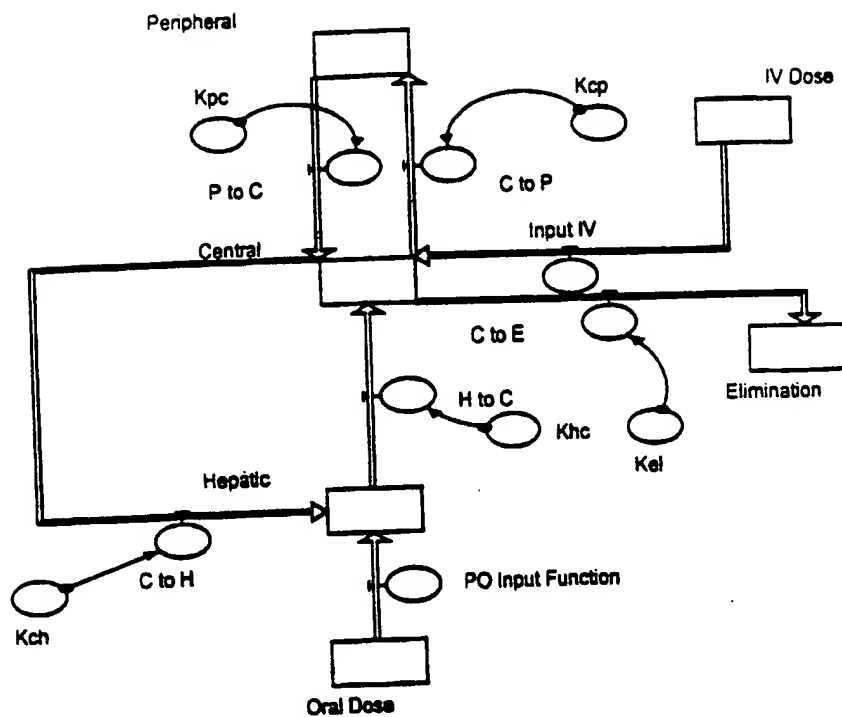 Peripheral
IV Dose
Kpc
Kcp
P to C
C to P
Input IV
Central
C to E
Elimination
H to C
Khc
Kel
Hepatic
C to H
PO Input Function
Kch
Oral Dose